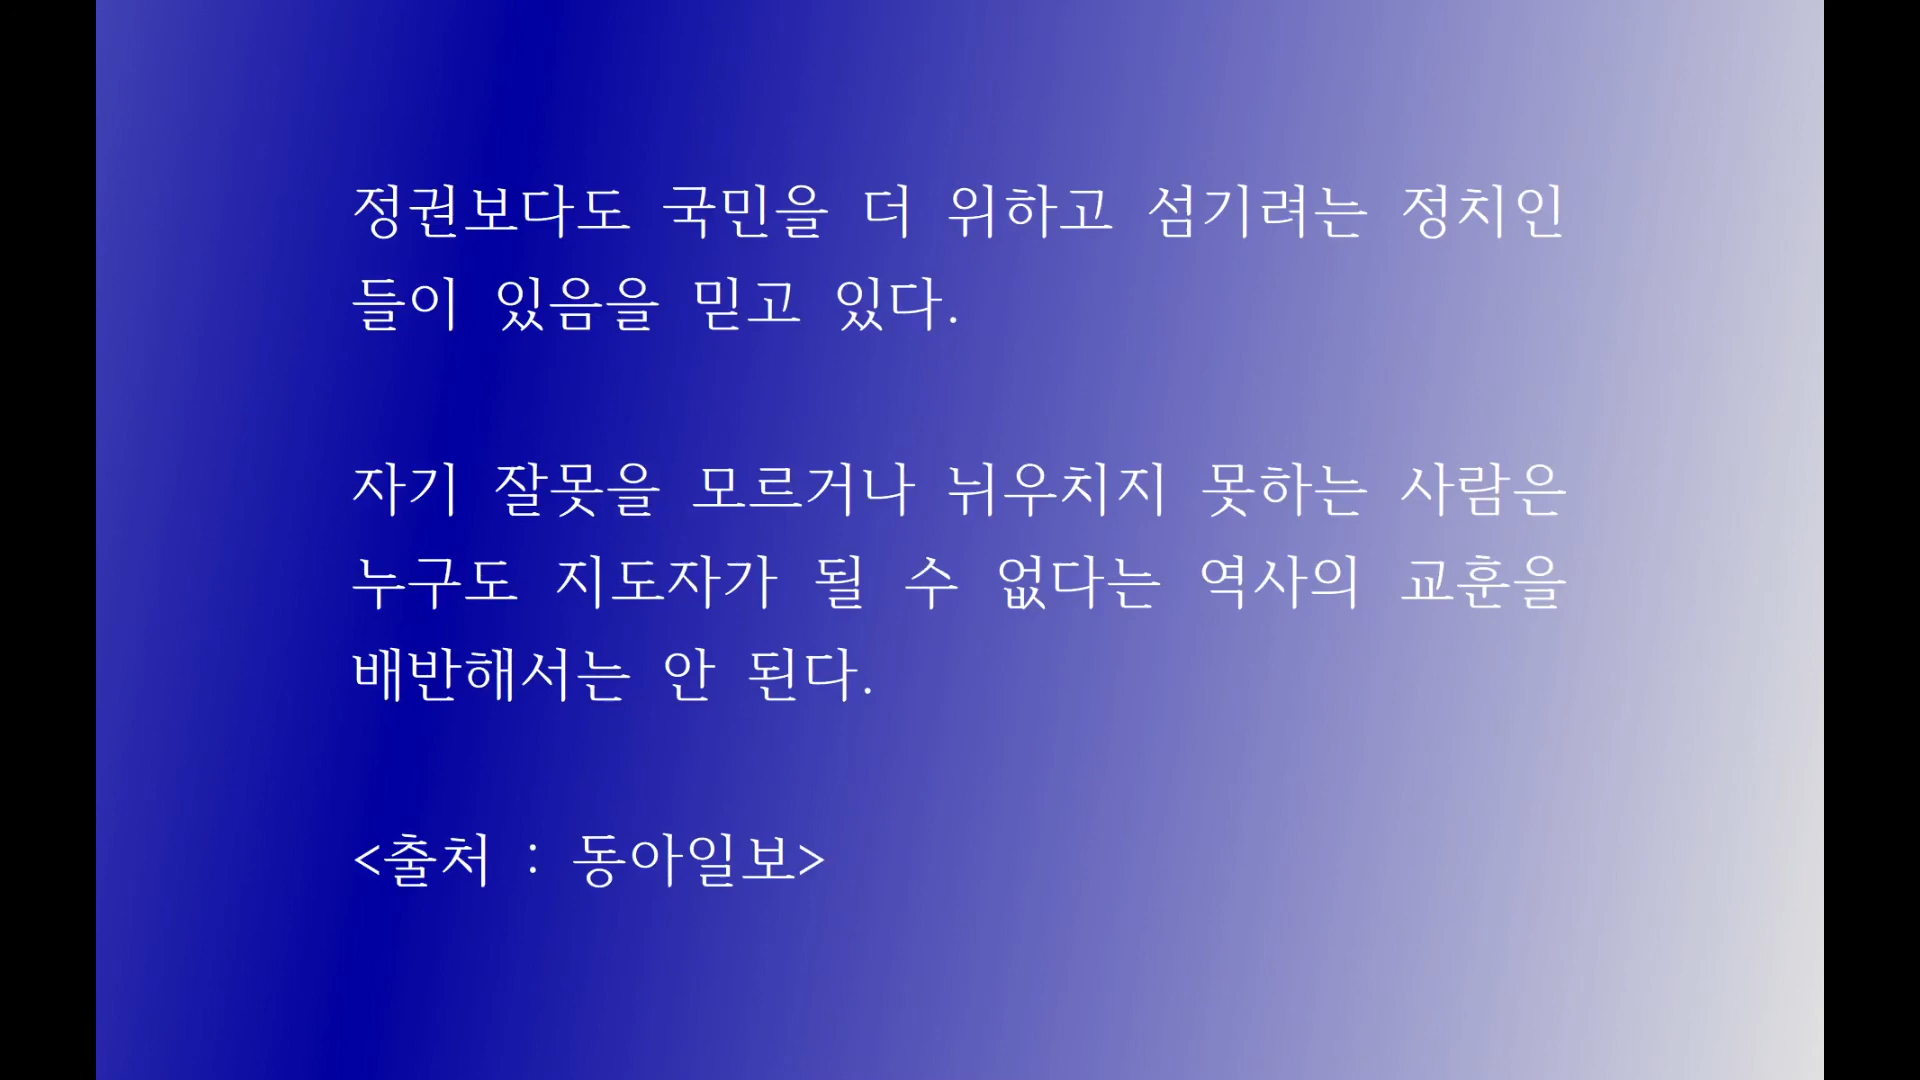 정권보다도 국민을 더 위하고 섬기려는 정치인
들이 있음을 믿고 있다.
자기 잘못을 모르거나 뉘우치지 못하는 사람은
누구도 지도자가 될 수 없다는 역사의 교훈을
배반해서는 안 된다.
<출처 : 동아일보>